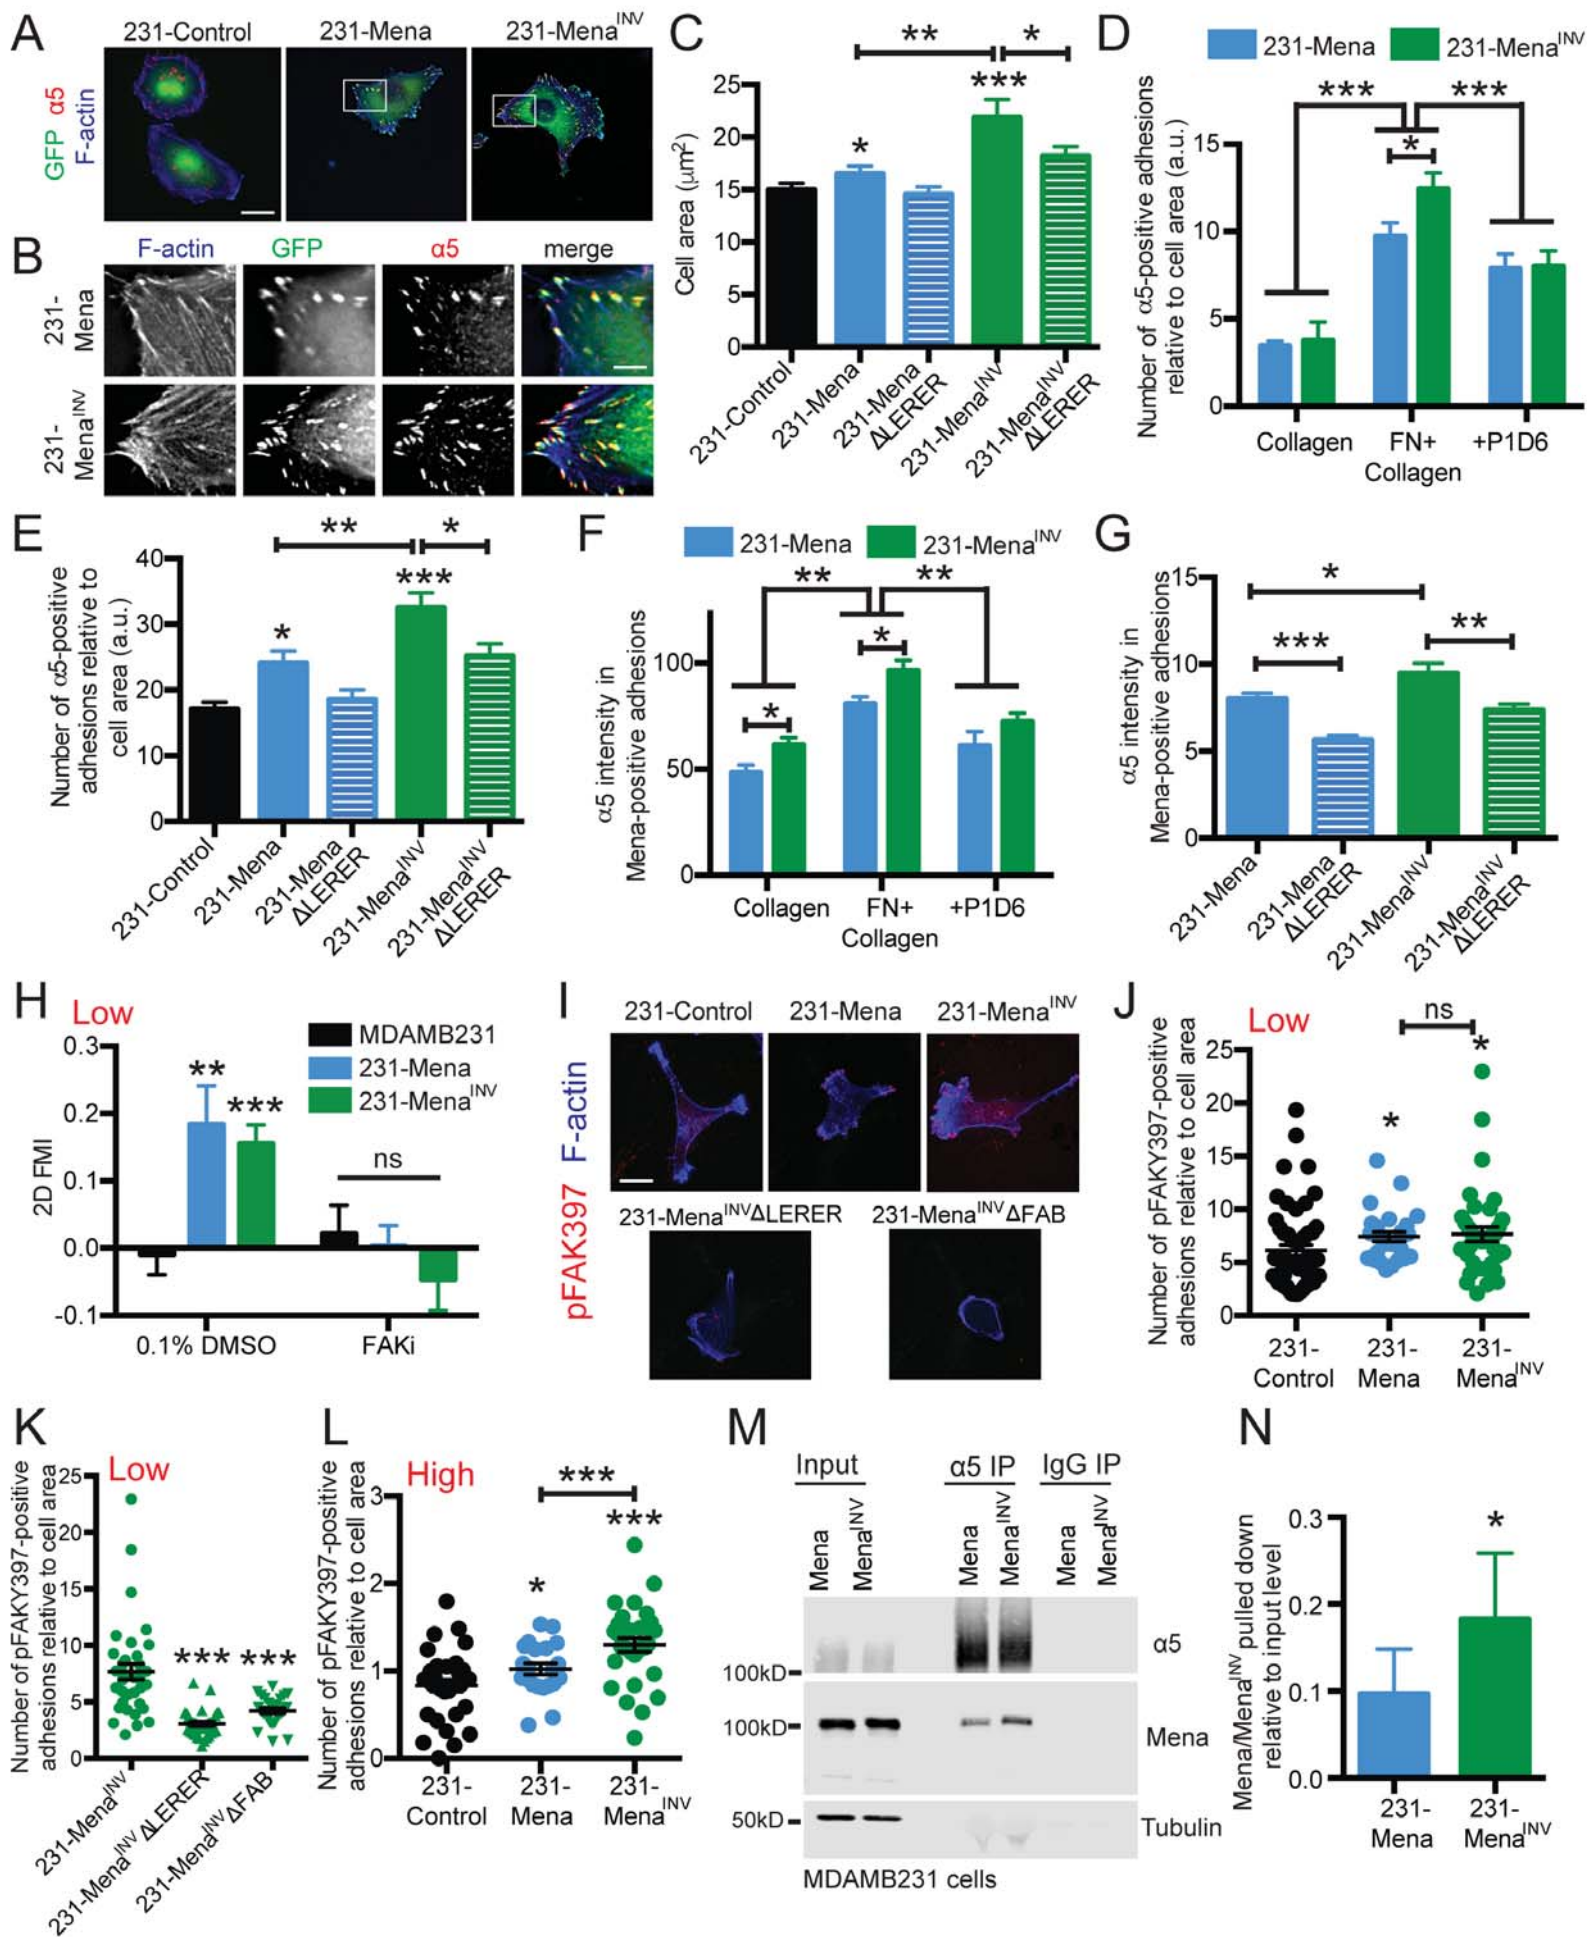 A
231-Control
231-Mena
231-Mena^INV
GFP α5
F-actin
B
F-actin
GFP
α5
merge
231-
Mena
231-
Mena^INV
C
**
*
***
*
Cell area (μm²)
25
20
15
10
5
0
231-Control
231-Mena
231-Mena
ΔLERER
231-Mena^INV
231-Mena^INV
ΔLERER
D
231-Mena
231-Mena^INV
***
***
*
Number of α5-positive adhesions
relative to cell area (a.u.)
15
10
5
0
Collagen
FN+
Collagen
+P1D6
E
**
*
***
*
Number of α5-positive
adhesions relative to
cell area (a.u.)
40
30
20
10
0
231-Control
231-Mena
231-Mena
ΔLERER
231-Mena^INV
231-Mena^INV
ΔLERER
F
231-Mena
231-Mena^INV
**
**
*
*
α5 intensity in
Mena-positive adhesions
100
50
0
Collagen
FN+
Collagen
+P1D6
G
*
***
**
α5 intensity in
Mena-positive adhesions
15
10
5
0
231-Mena
231-Mena
ΔLERER
231-Mena^INV
231-Mena^INV
ΔLERER
H
Low
MDAMB231
231-Mena
231-Mena^INV
**
***
ns
2D FMI
0.3
0.2
0.1
0.0
-0.1
0.1% DMSO
FAKi
I
231-Control
231-Mena
231-Mena^INV
pFAK397 F-actin
231-Mena^INVΔLERER
231-Mena^INVΔFAB
J
Low
ns
*
*
Number of pFAKY397-positive
adhesions relative to cell area
25
20
15
10
5
0
231-
Control
231-
Mena
231-
Mena^INV
K
Low
***
***
Number of pFAKY397-positive
adhesions relative to cell area
25
20
15
10
5
0
231-Mena^INV
231-Mena^INVΔLERER
231-Mena^INVΔFAB
L
High
***
***
*
Number of pFAKY397-positive
adhesions relative to cell area
3
2
1
0
231-
Control
231-
Mena
231-
Mena^INV
M
Input
α5 IP
IgG IP
Mena
Mena^INV
Mena
Mena^INV
Mena
Mena^INV
α5
100kD
100kD
Mena
50kD
Tubulin
MDAMB231 cells
N
*
Mena/Mena^INV pulled down
relative to input level
0.3
0.2
0.1
0.0
231-
Mena
231-
Mena^INV